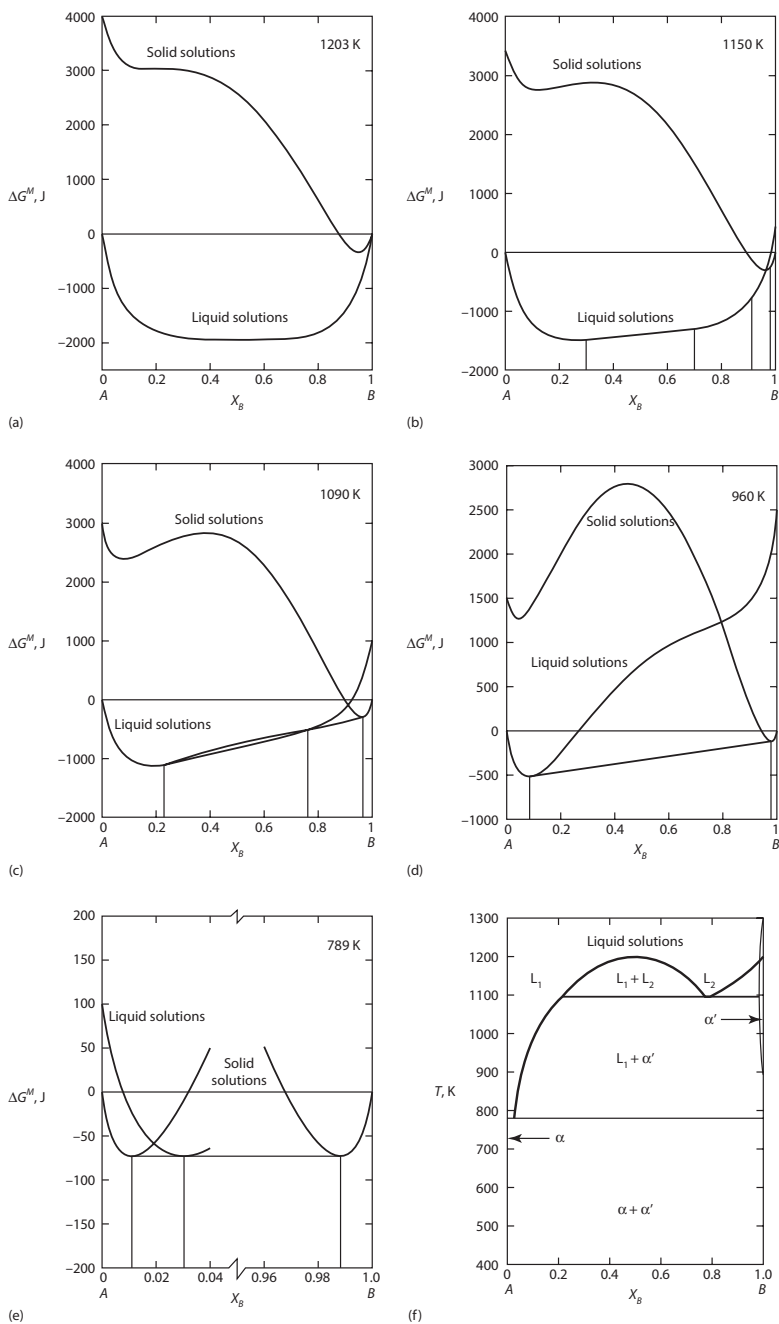 4000
3000
2000
1000
0
−1000
−2000
ΔG^M, J
Solid solutions
1203 K
Liquid solutions
0 0.2 0.4 0.6 0.8 1
A X_B B
(a)
4000
3000
2000
1000
0
−1000
−2000
ΔG^M, J
Solid solutions
1150 K
Liquid solutions
0 0.2 0.4 0.6 0.8 1
A X_B B
(b)
4000
3000
2000
1000
0
−1000
−2000
ΔG^M, J
1090 K
Solid solutions
Liquid solutions
0 0.2 0.4 0.6 0.8 1
A X_B B
(c)
3000
2500
2000
1500
1000
500
0
−500
−1000
ΔG^M, J
960 K
Solid solutions
Liquid solutions
0 0.2 0.4 0.6 0.8 1
A X_B B
(d)
200
150
100
50
0
−50
−100
−150
−200
ΔG^M, J
789 K
Liquid solutions
Solid
solutions
0 0.02 0.04 0.96 0.98 1.0
A X_B B
(e)
1300
1200
1100
1000
900
800
700
600
500
400
T, K
Liquid solutions
L₁ L₁ + L₂ L₂
α′
L₁ + α′
α
α + α′
0 0.2 0.4 0.6 0.8 1.0
A X_B B
(f)